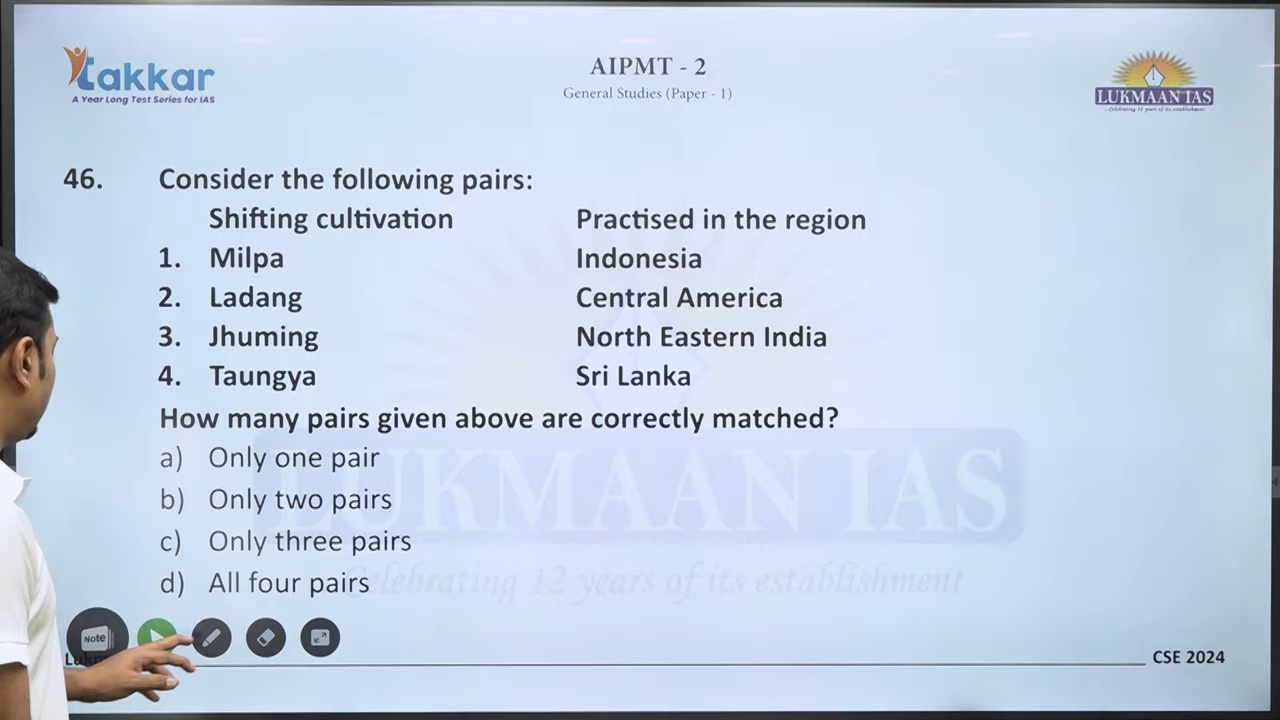 takkar
A Year Long Test Series for IAS
AIPMT - 2
General Studies (Paper - 1)
LUKMAAN IAS
46. Consider the following pairs:
Shifting cultivation Practised in the region
1. Milpa Indonesia
2. Ladang Central America
3. Jhuming North Eastern India
4. Taungya Sri Lanka
How many pairs given above are correctly matched?
a) Only one pair
b) Only two pairs
c) Only three pairs
d) All four pairs
LUKMAAN IAS
Celebrating 12 years of its establishment
Note
CSE 2024